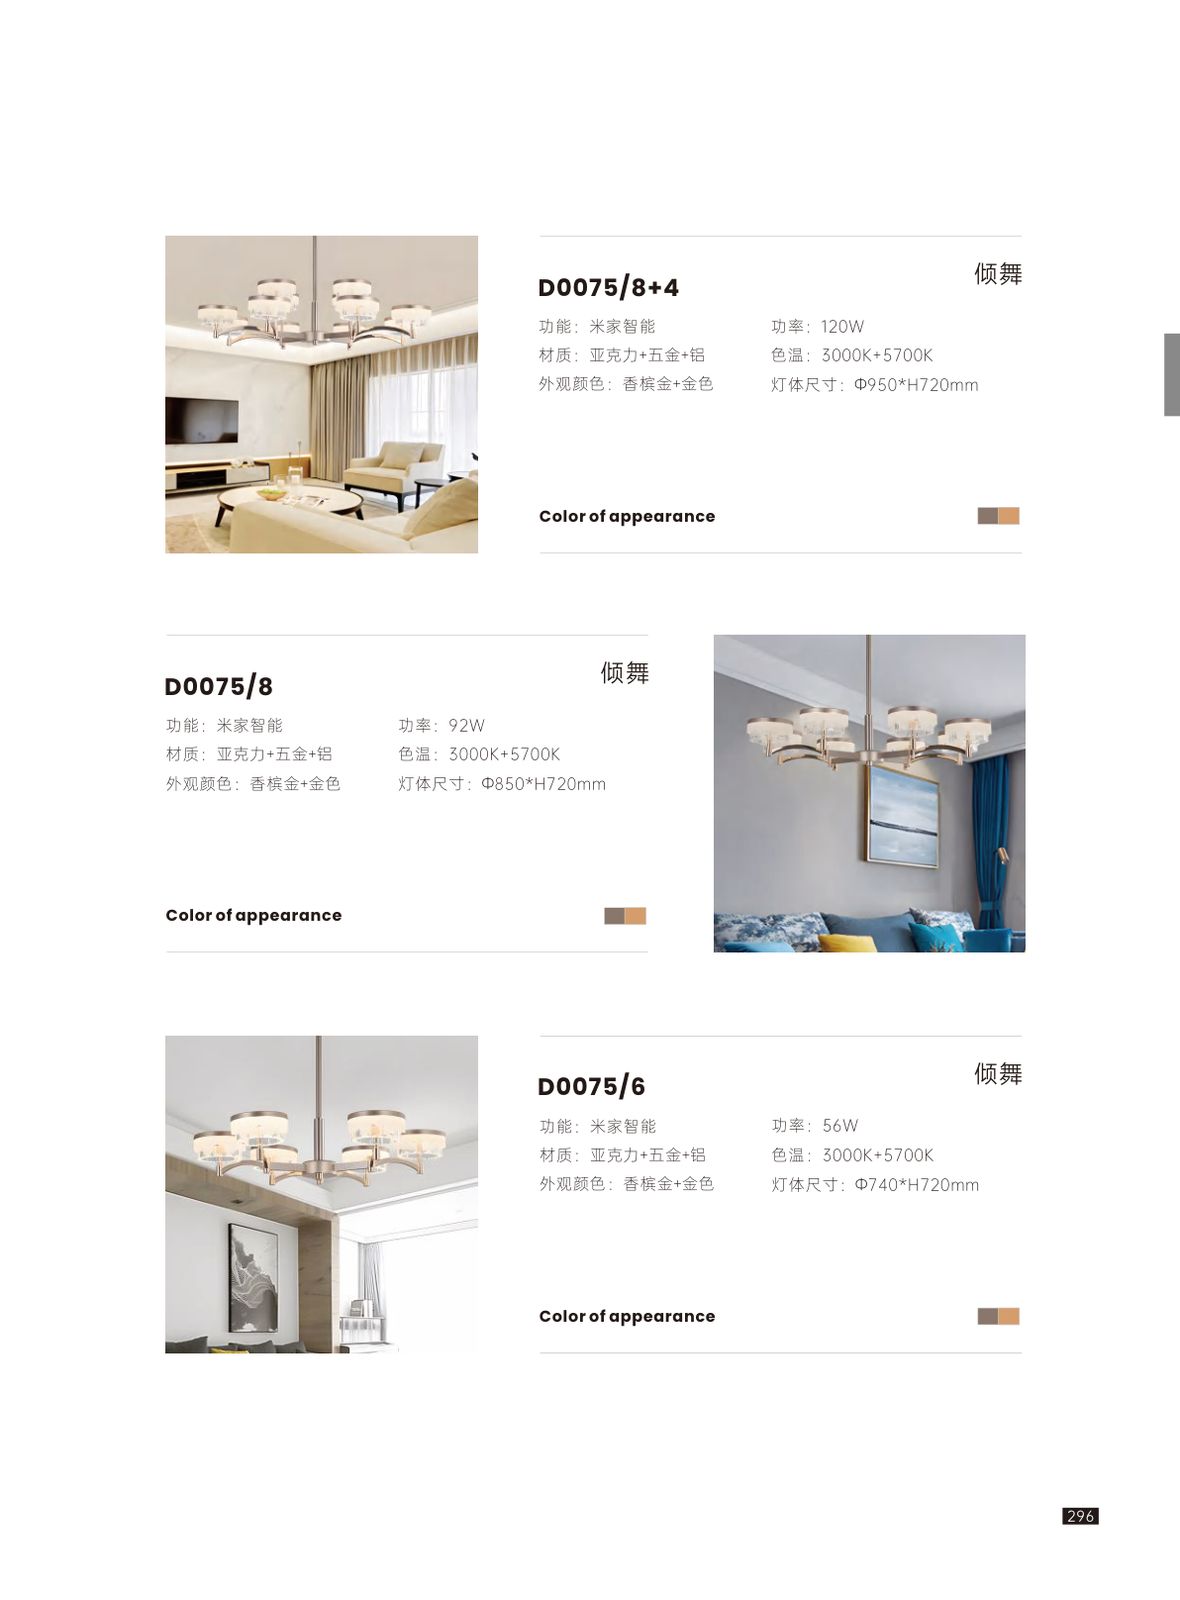 倾舞
D0075/8+4
功能：米家智能
功率：120W
材质：亚克力+五金+铝
色温：3000K+5700K
外观颜色：香槟金+金色
灯体尺寸：Φ950*H720mm
Color of appearance
倾舞
D0075/8
功能：米家智能
功率：92W
材质：亚克力+五金+铝
色温：3000K+5700K
外观颜色：香槟金+金色
灯体尺寸：Φ850*H720mm
Color of appearance
倾舞
D0075/6
功能：米家智能
功率：56W
材质：亚克力+五金+铝
色温：3000K+5700K
外观颜色：香槟金+金色
灯体尺寸：Φ740*H720mm
Color of appearance
296